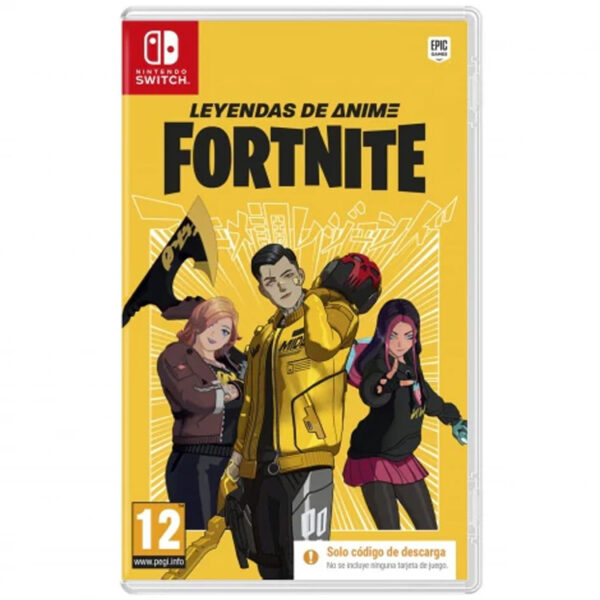 NINTENDO
SWITCH.
EPIC
GAMES
LEYENDAS DE ANIME
FORTNITE
12
www.pegi.info
Solo código de descarga
No se incluye ninguna tarjeta de juego.